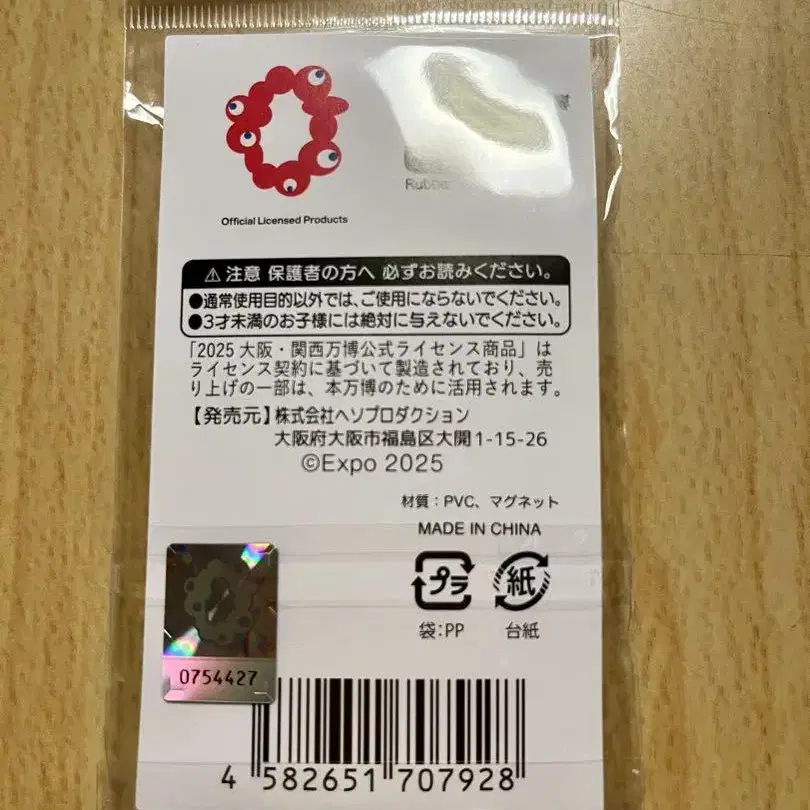 Official Licensed Products
⚠注意 保護者の方へ 必ずお読みください。
●通常使用目的以外では、ご使用にならないでください。
●3才未満のお子様には絶対に与えないでください。
「2025 大阪・関西万博公式ライセンス商品」は
ライセンス契約に基づいて製造されており、売
り上げの一部は、本万博のために活用されます。
【発売元】株式会社ヘソプロダクション
大阪府大阪市福島区大開1-15-26
©Expo 2025
材質：PVC、マグネット
MADE IN CHINA
プラ 紙
袋：PP 台紙
0754427
4 582651 707928